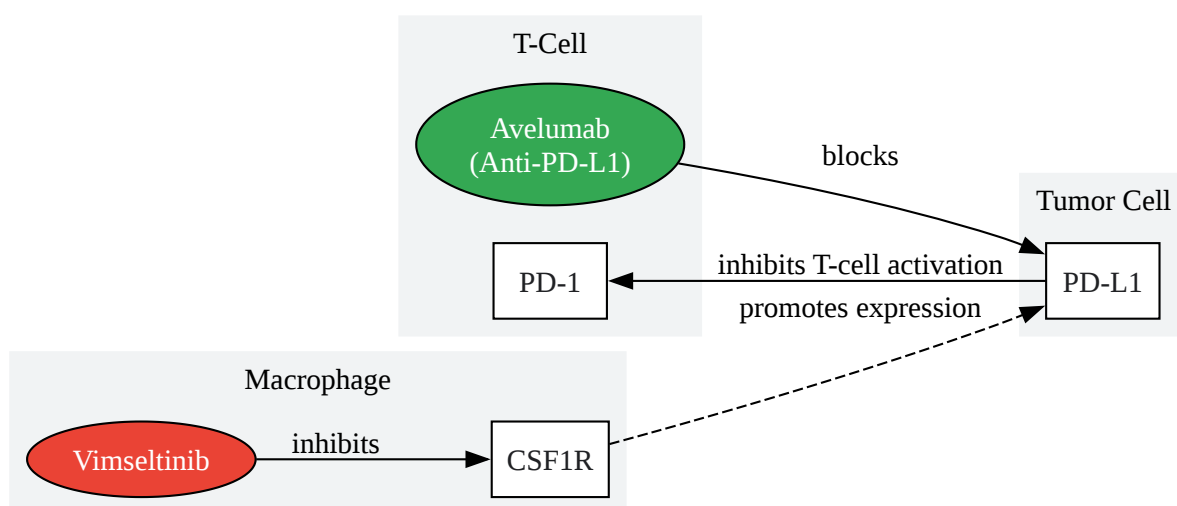 T-Cell
Avelumab
(Anti-PD-L1)
blocks
Tumor Cell
inhibits T-cell activation
PD-1
PD-L1
promotes expression
Macrophage
inhibits
Vimseltinib
CSF1R